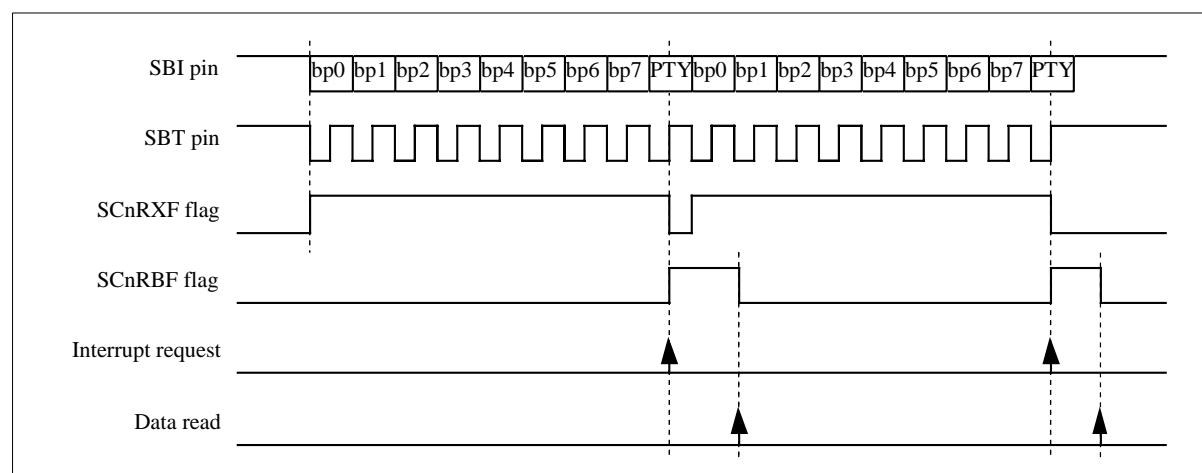 SBI pin bp0 bp1 bp2 bp3 bp4 bp5 bp6 bp7 PTY bp0 bp1 bp2 bp3 bp4 bp5 bp6 bp7 PTY
SBT pin
SCnRXF flag
SCnRBF flag
Interrupt request
Data read